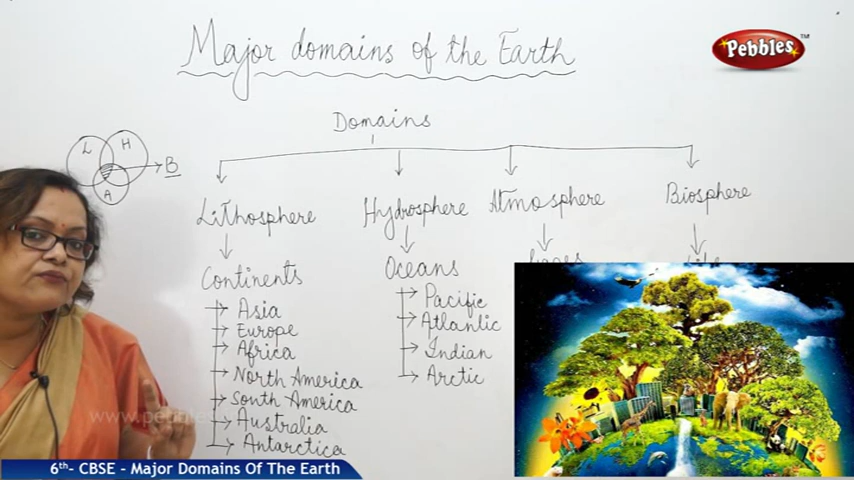 Major domains of the Earth
Pebbles™
Domains
L H
B
A
Lithosphere Hydrosphere Atmosphere Biosphere
Continents Oceans
Asia Pacific
Europe Atlantic
Africa Indian
North America Arctic
South America
Australia
Antarctica
6th- CBSE - Major Domains Of The Earth